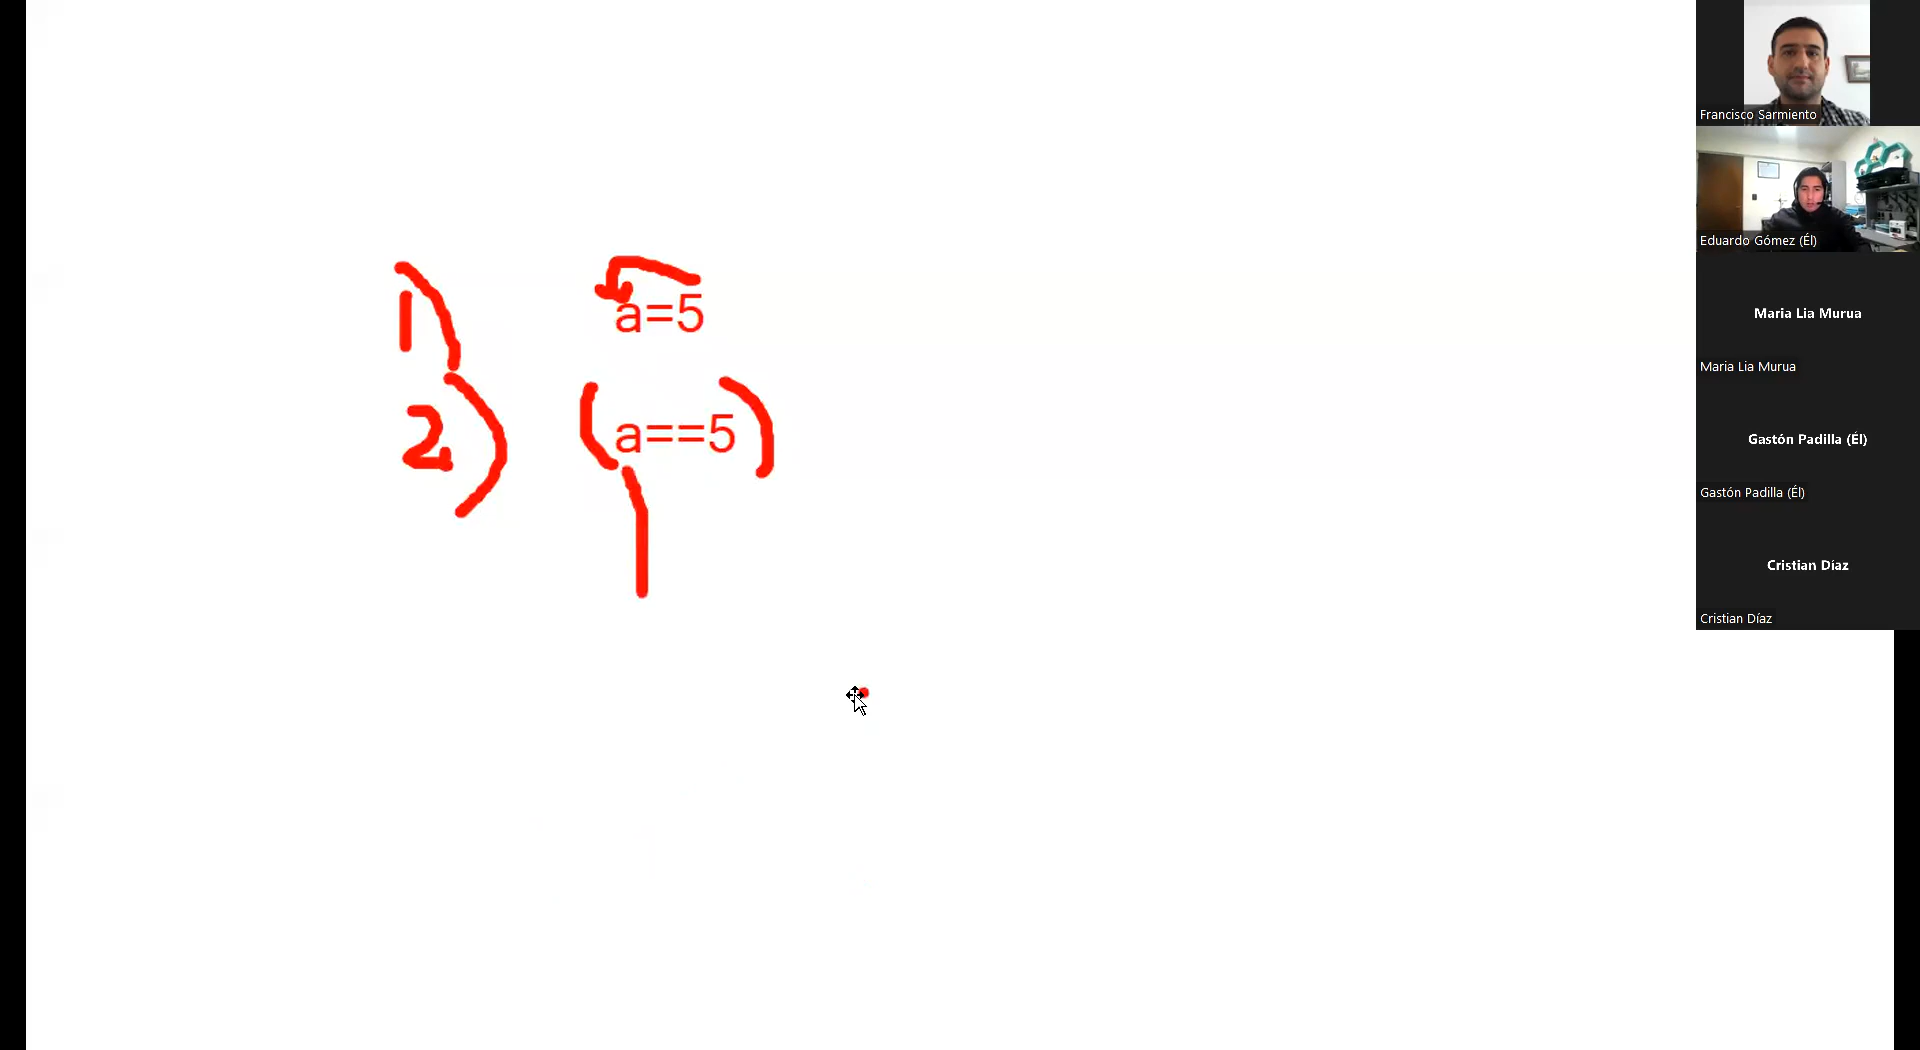 1) a=5
2) (a==5)
Francisco Sarmiento
Eduardo Gómez (Él)
Maria Lia Murua
Maria Lia Murua
Gastón Padilla (Él)
Gastón Padilla (Él)
Cristian Díaz
Cristian Díaz